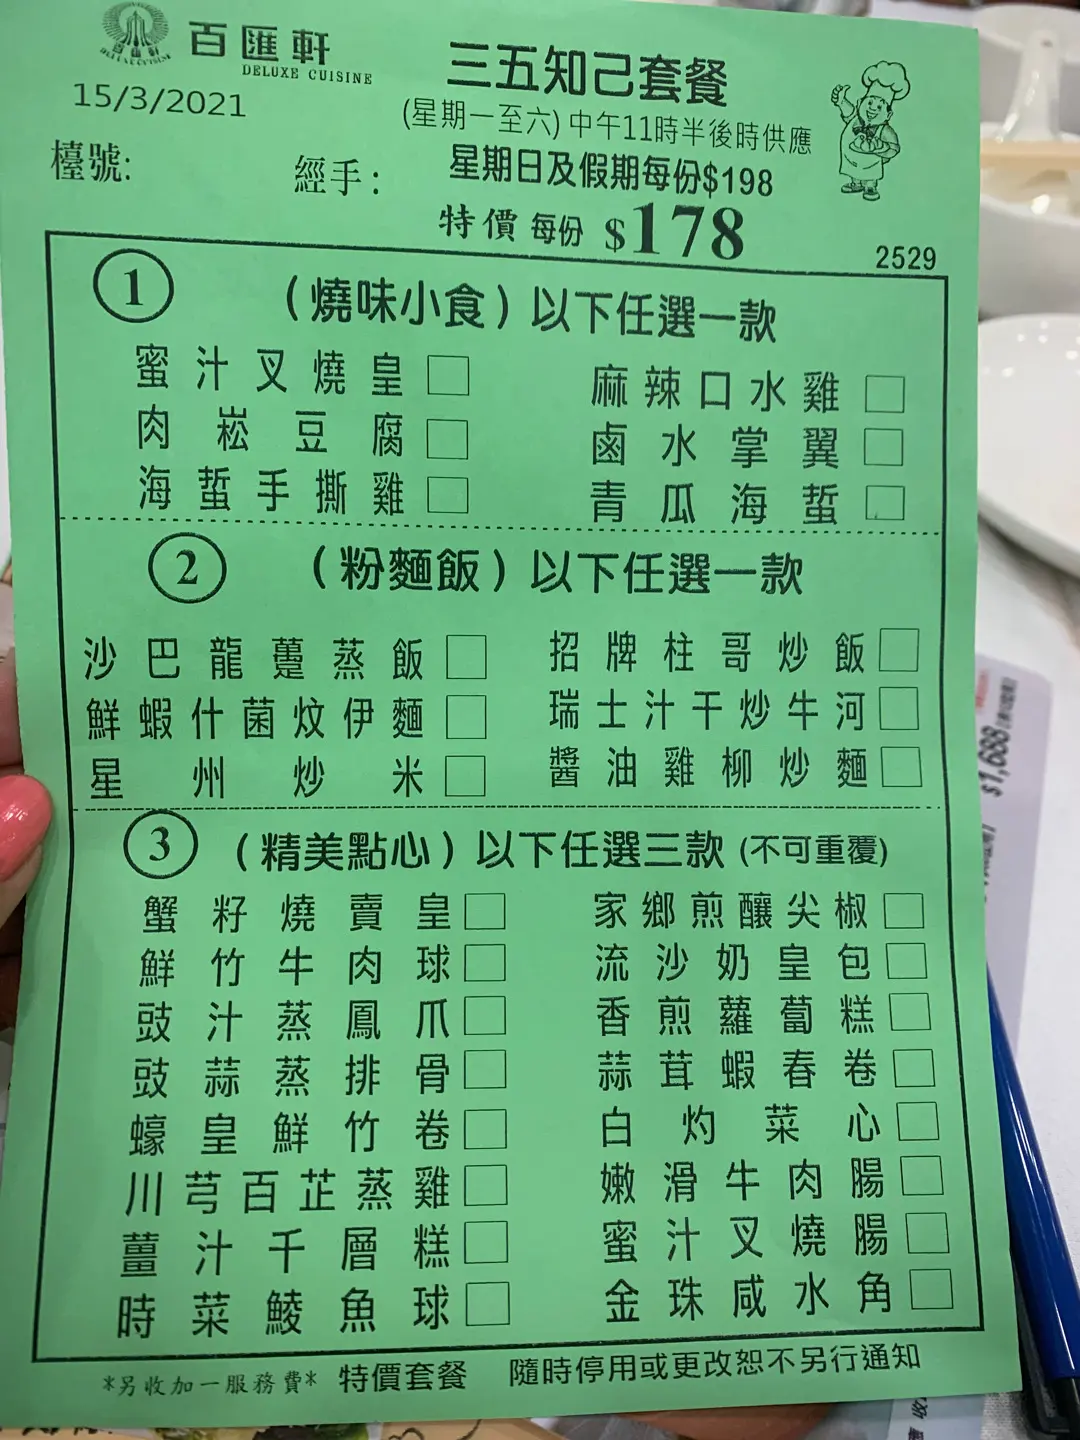 百匯軒
DELUXE CUISINE
15/3/2021
三五知己套餐
(星期一至六)中午11時半後時供應
檯號:
經手:
星期日及假期每份$198
特價 每份 $178
2529
1 (燒味小食) 以下任選一款
蜜汁叉燒皇 □ 麻辣口水雞 □
肉崧豆腐 □ 鹵水掌翼 □
海蜇手撕雞 □ 青瓜海蜇 □
2 (粉麵飯) 以下任選一款
沙巴龍躉蒸飯 □ 招牌柱哥炒飯 □
鮮蝦什菌炆伊麵 □ 瑞士汁干炒牛河 □
星州炒米 □ 醬油雞柳炒麵 □
3 (精美點心) 以下任選三款 (不可重覆)
蟹籽燒賣皇 □ 家鄉煎釀尖椒 □
鮮竹牛肉球 □ 流沙奶皇包 □
豉汁蒸鳳爪 □ 香煎蘿蔔糕 □
豉蒜蒸排骨 □ 蒜茸蝦春卷 □
蠔皇鮮竹卷 □ 白灼菜心 □
川芎百芷蒸雞 □ 嫩滑牛肉腸 □
薑汁千層糕 □ 蜜汁叉燒腸 □
時菜鯪魚球 □ 金珠咸水角 □
*另收加一服務費* 特價套餐 隨時停用或更改恕不另行通知
$1,688